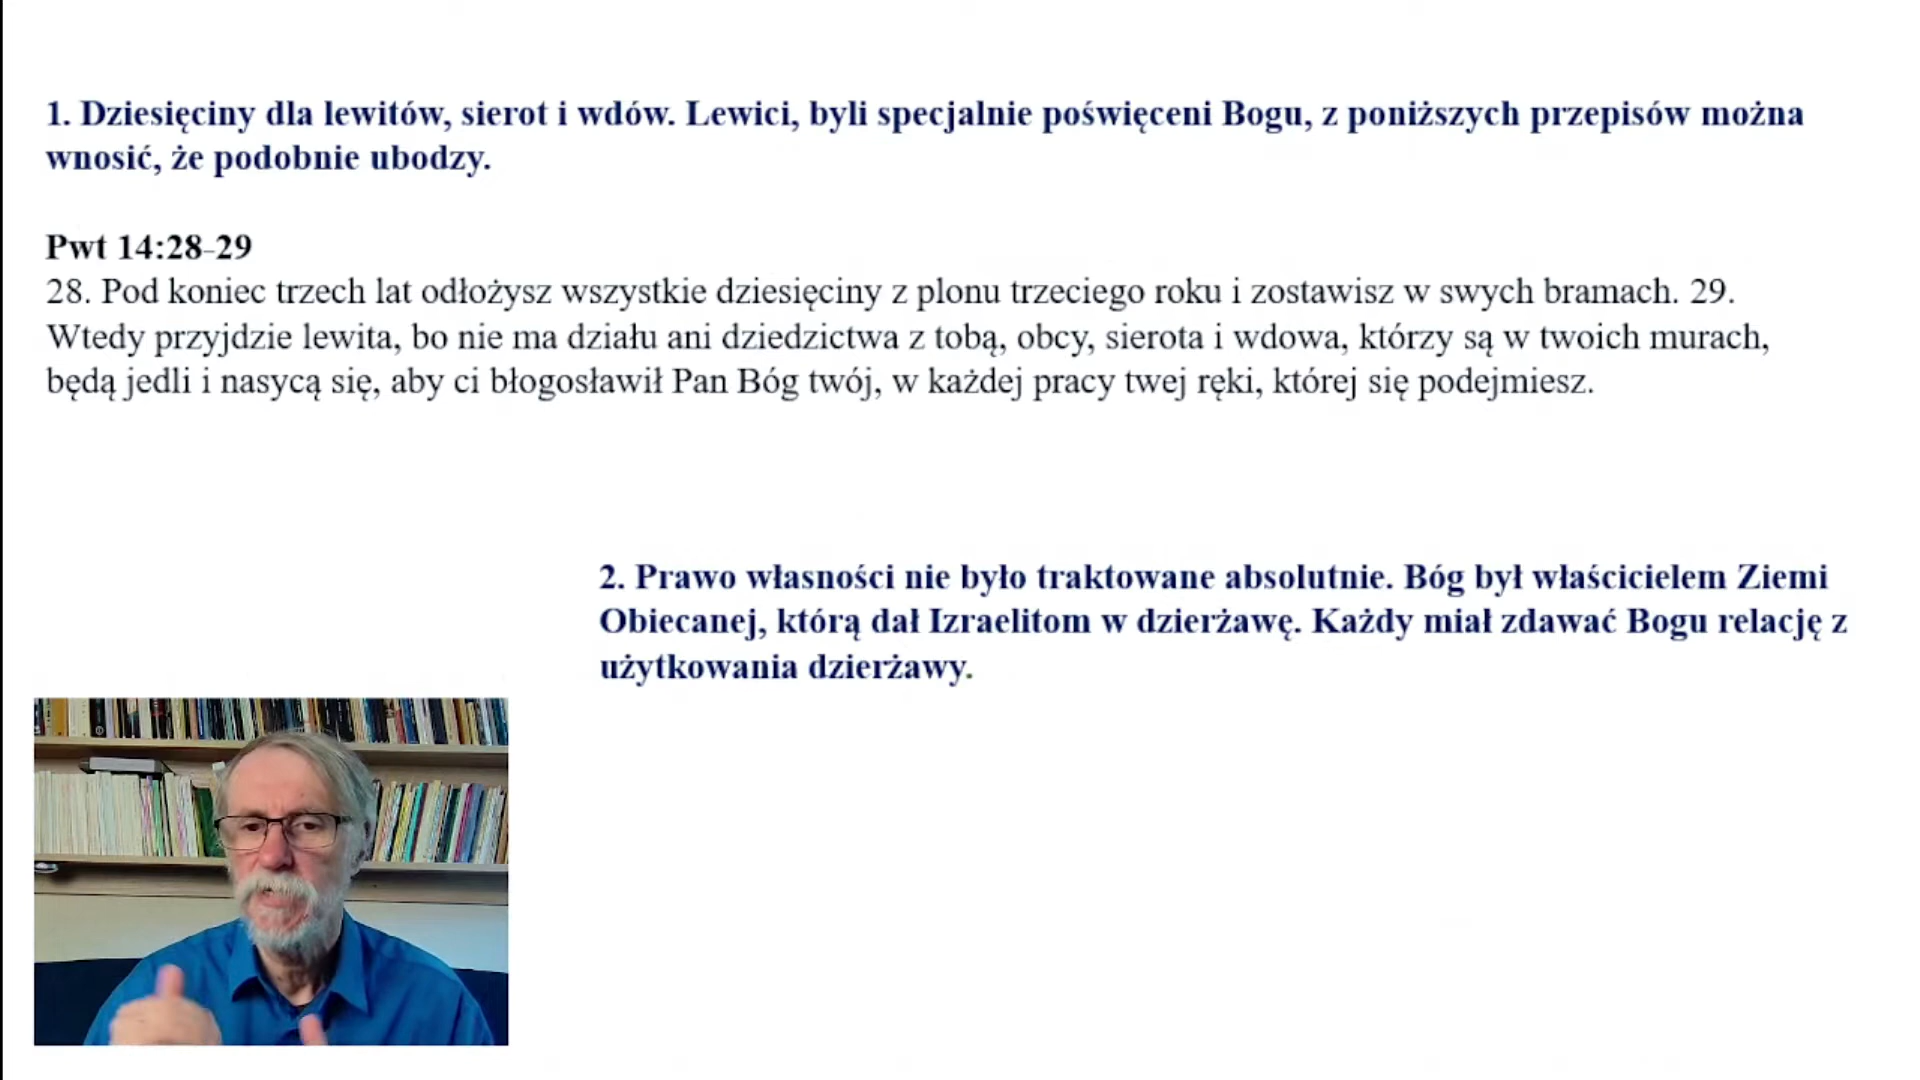 1. Dziesięciny dla lewitów, sierot i wdów. Lewici, byli specjalnie poświęceni Bogu, z poniższych przepisów można
wnosić, że podobnie ubodzy.
Pwt 14:28-29
28. Pod koniec trzech lat odłożysz wszystkie dziesięciny z plonu trzeciego roku i zostawisz w swych bramach. 29.
Wtedy przyjdzie lewita, bo nie ma działu ani dziedzictwa z tobą, obcy, sierota i wdowa, którzy są w twoich murach,
będą jedli i nasycą się, aby ci błogosławił Pan Bóg twój, w każdej pracy twej ręki, której się podejmiesz.
2. Prawo własności nie było traktowane absolutnie. Bóg był właścicielem Ziemi
Obiecanej, którą dał Izraelitom w dzierżawę. Każdy miał zdawać Bogu relację z
użytkowania dzierżawy.